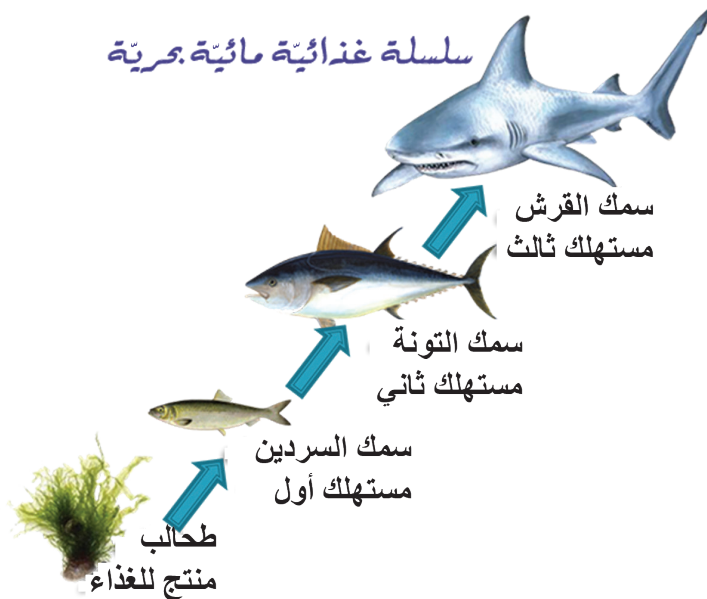 سلسلة غذائيّة مائيّة بحريّة
سمك القرش
مستهلك ثالث
سمك التونة
مستهلك ثاني
سمك السردين
مستهلك أول
طحالب
منتج للغذاء